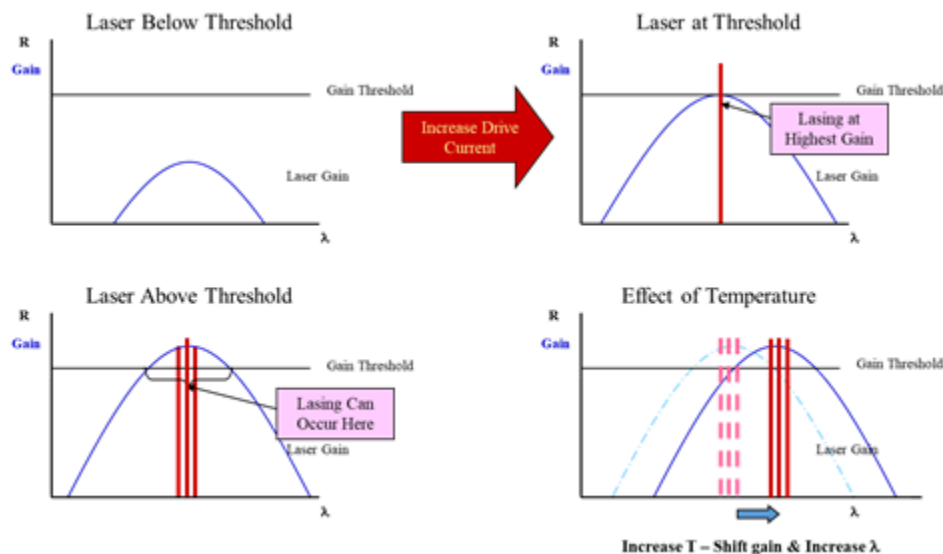 Laser Below Threshold
R
Gain
Gain Threshold
Laser Gain
λ
Increase Drive
Current
Laser at Threshold
R
Gain
Gain Threshold
Lasing at
Highest Gain
Laser Gain
λ
Laser Above Threshold
R
Gain
Gain Threshold
Lasing Can
Occur Here
Laser Gain
λ
Effect of Temperature
R
Gain
Gain Threshold
Laser Gain
λ
Increase T – Shift gain & Increase λ